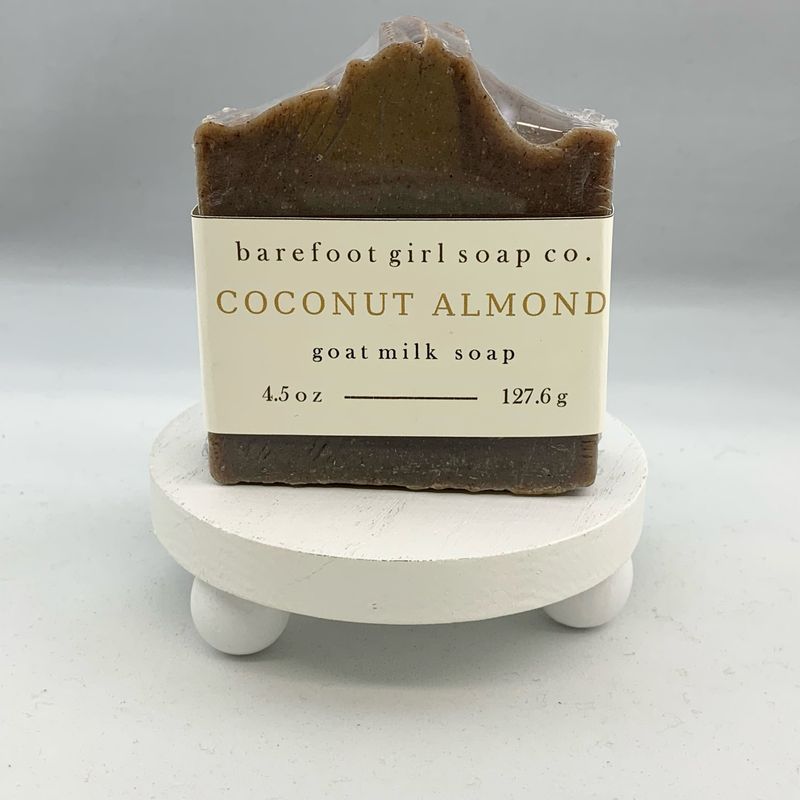 barefoot girl soap co.
COCONUT ALMOND
goat milk soap
4.5 oz 127.6 g